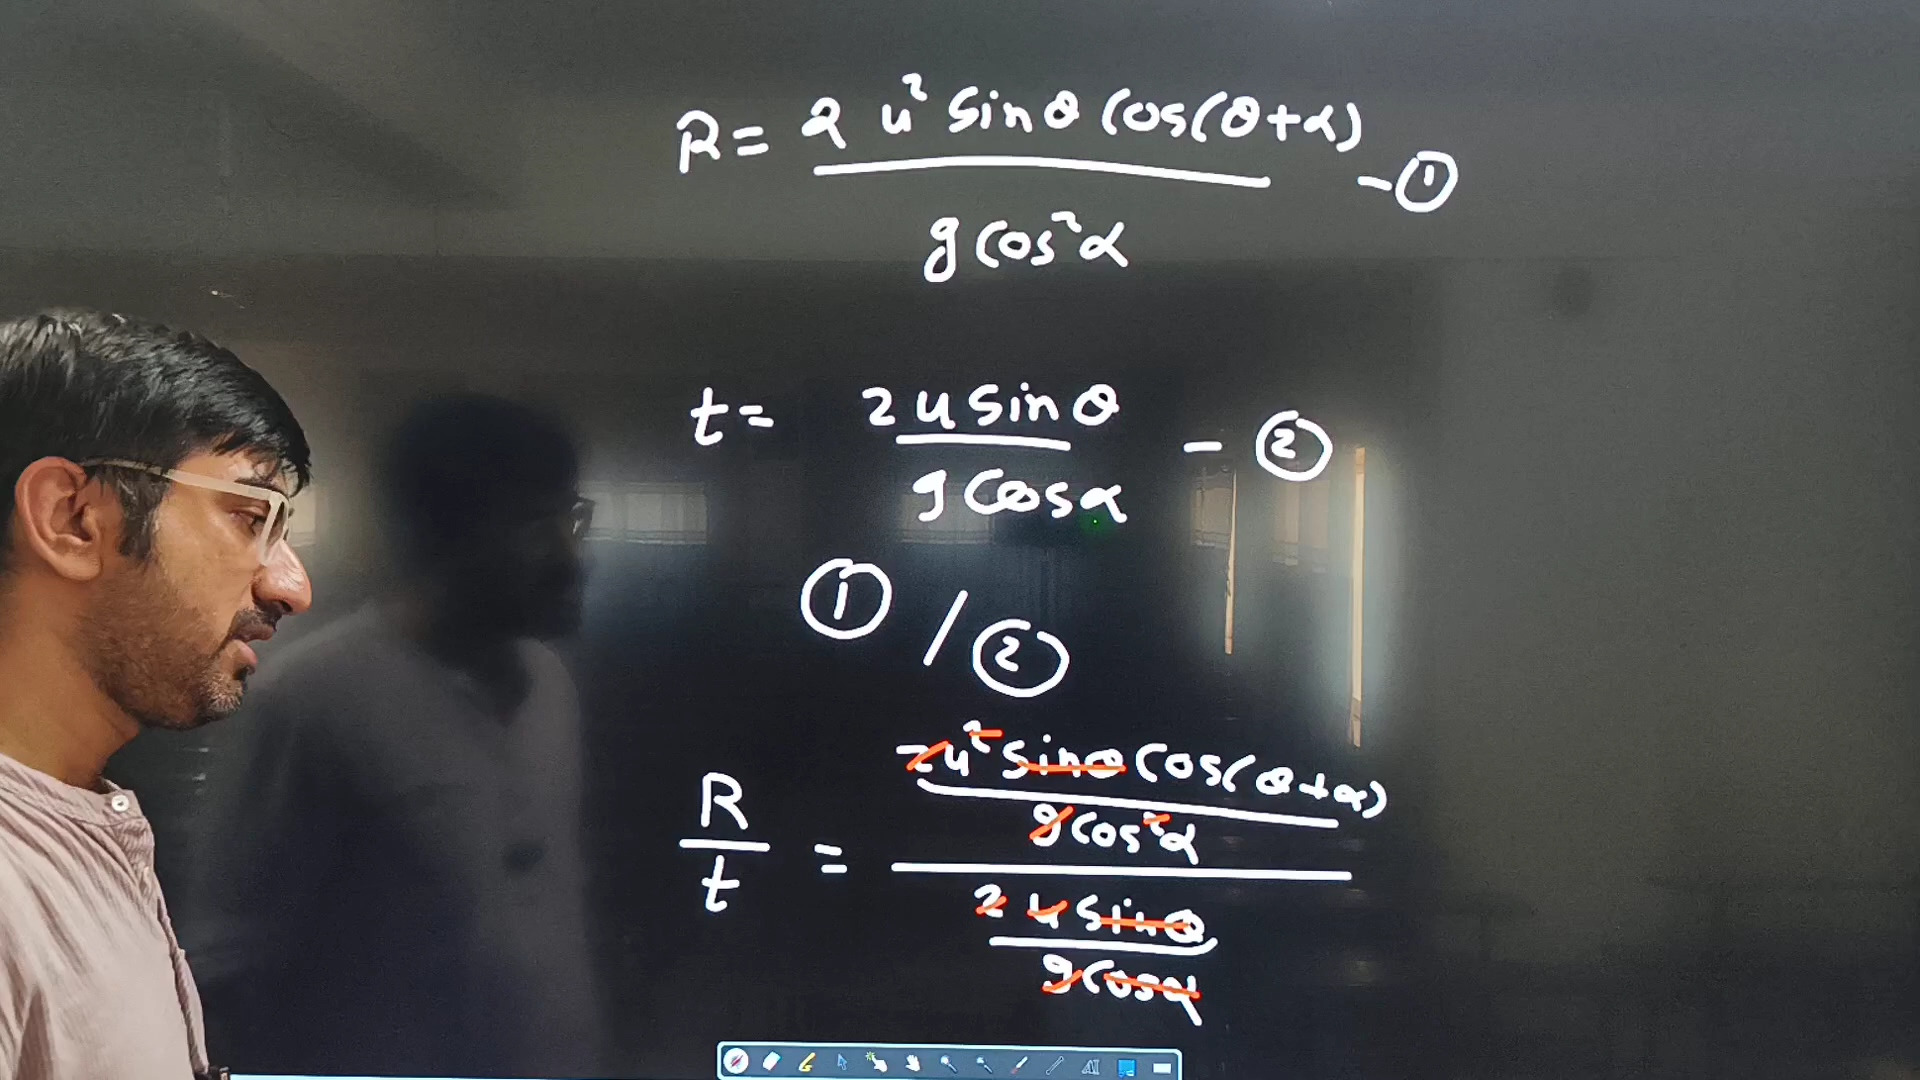 R = 2 u² sinθ cos(θ+α)
―――――――――― - ①
g cos²α
t = 2 u sinθ
――――― - ②
g cosα
① / ②
2u² sinθ cos(θ+α)
g cos²α
R/t = ――――――――――
2 u sinθ
g cosα
AI